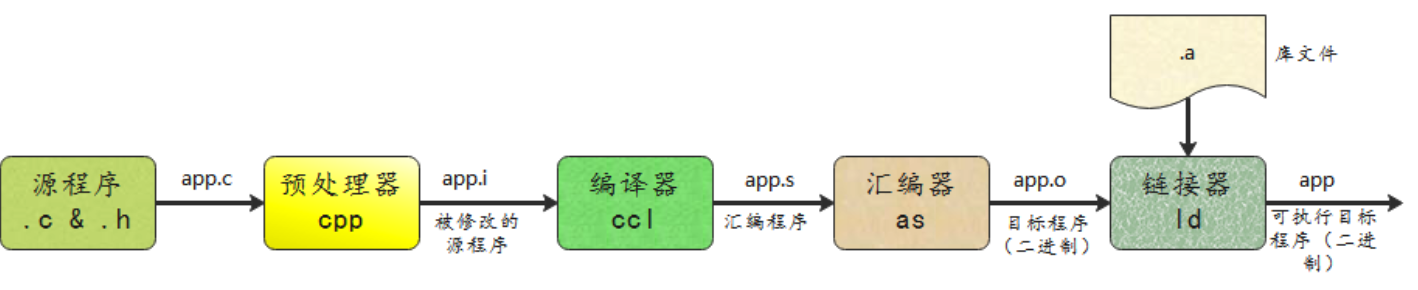 .a
库文件
源程序
.c & .h
app.c
预处理器
cpp
app.i
被修改的
源程序
编译器
ccl
app.s
汇编程序
汇编器
as
app.o
目标程序
（二进制）
链接器
ld
app
可执行目标
程序（二进
制）